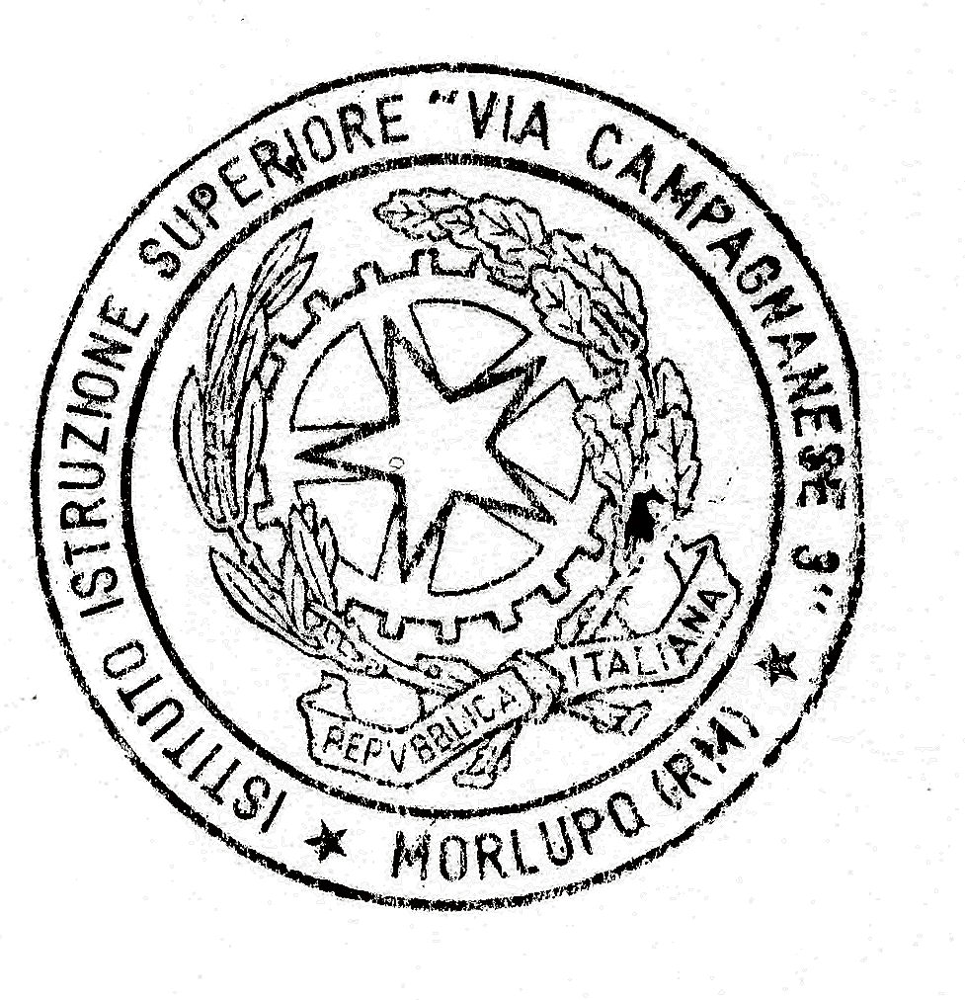 ISTITUTO ISTRUZIONE SUPERIORE "VIA CAMPAGNANESE 3"
★ MORLUPO (RM) ★
REPVBBLICA ITALIANA